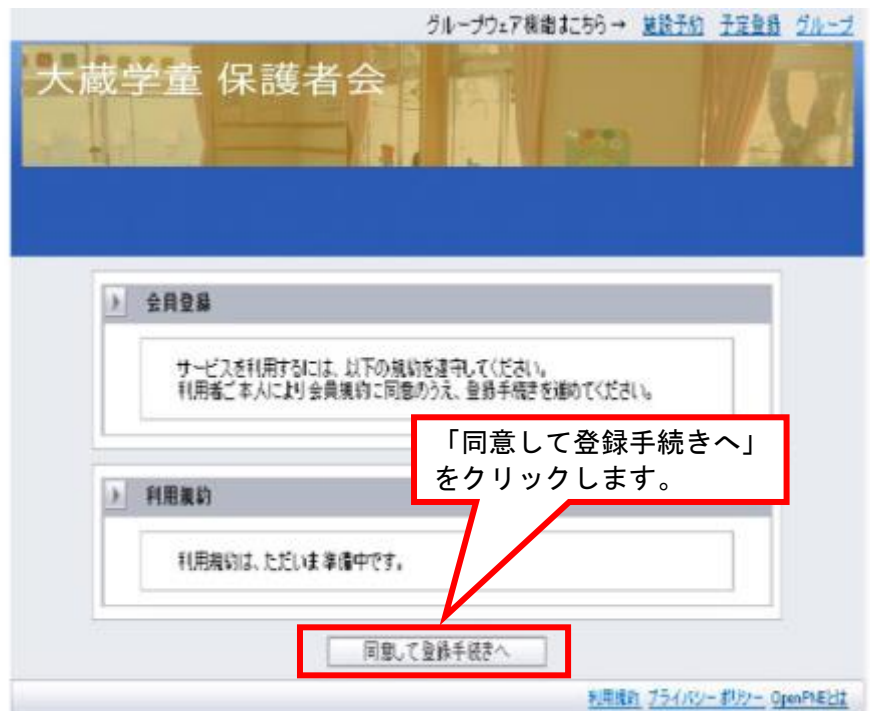 グループウェア機能はこちら→ 施設予約 予定登録 グループ
大蔵学童 保護者会
会員登録
サービスを利用するには、以下の規約を遵守してください。
利用者ご本人により会員規約に同意のうえ、登録手続きを進めてください。
「同意して登録手続きへ」
をクリックします。
利用規約
利用規約は、ただいま準備中です。
同意して登録手続きへ
利用規約 プライバシーポリシー OpenPNEとは